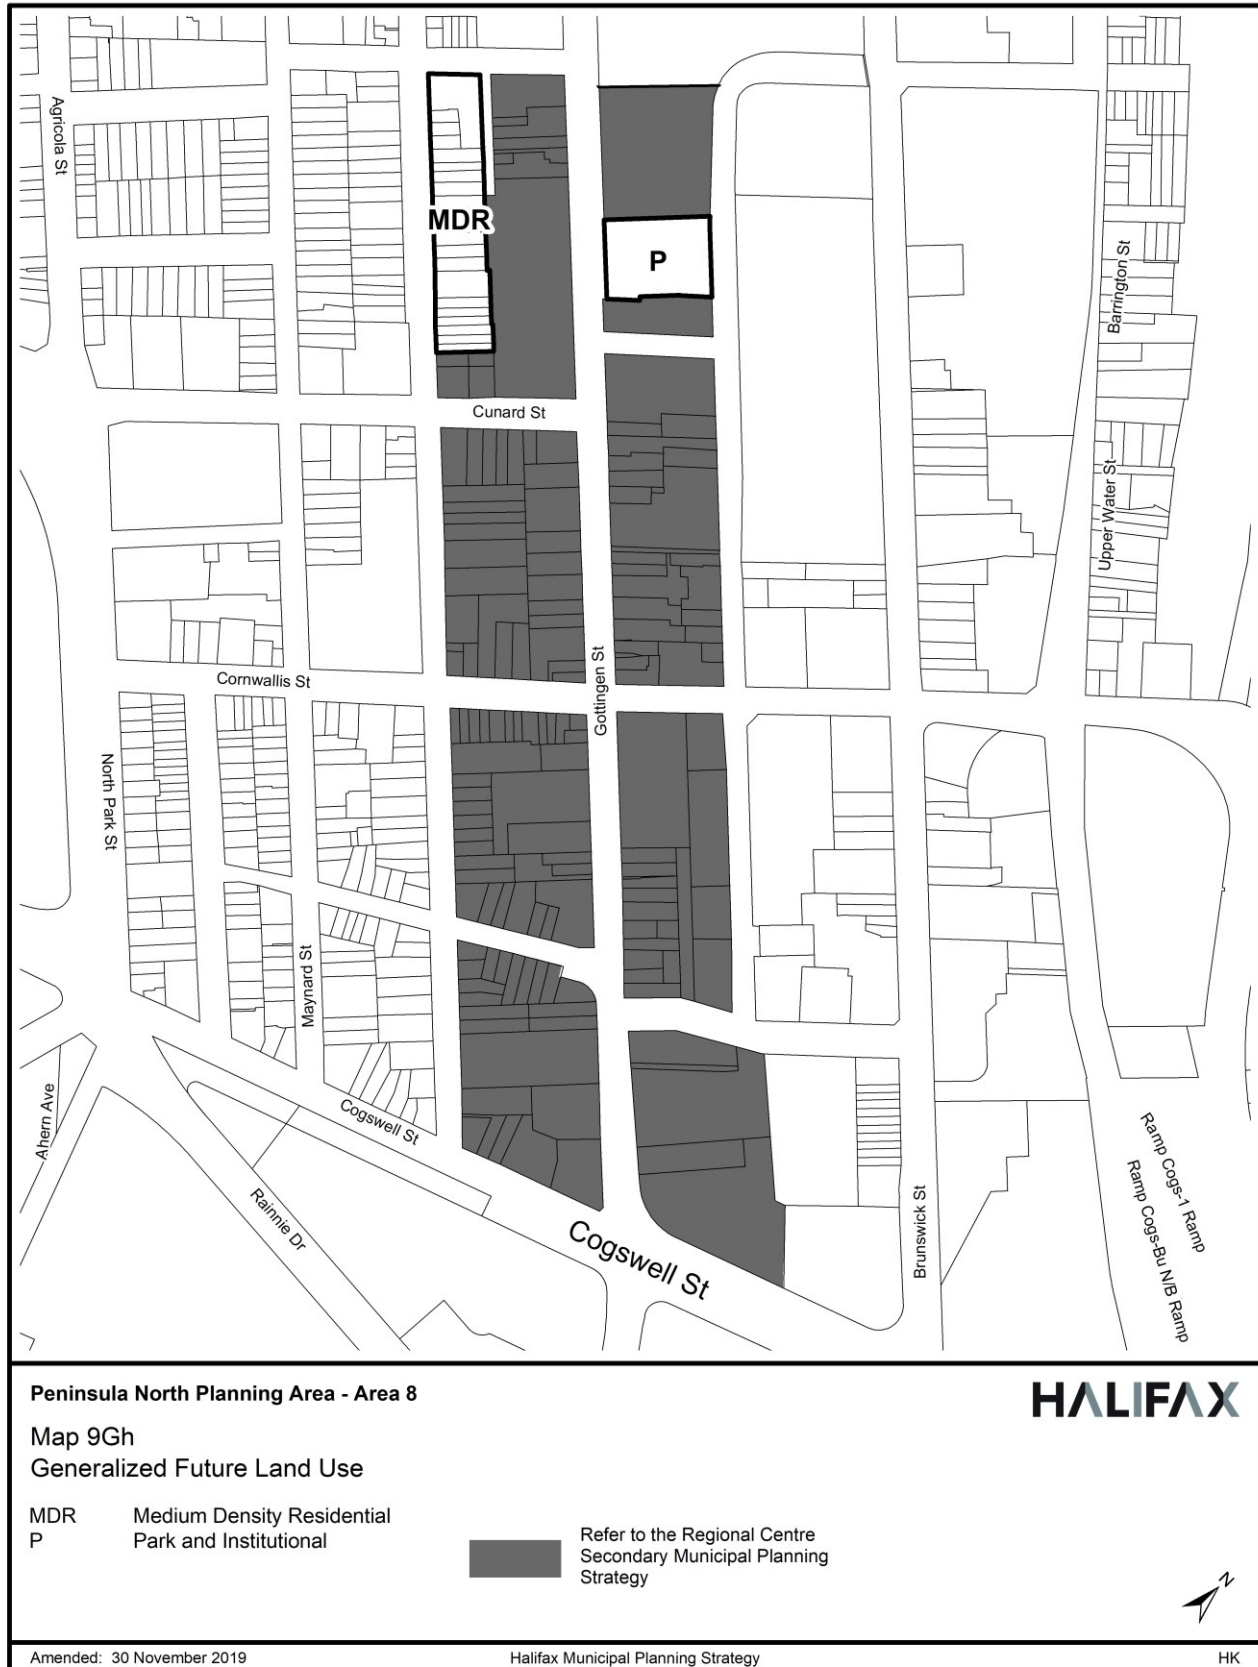 Agricola St
MDR
P
Barrington St
Cunard St
Upper Water St
Gottingen St
Cornwallis St
North Park St
Maynard St
Ahern Ave
Cogswell St
Rainnie Dr
Cogswell St
Brunswick St
Ramp Cogs-1 Ramp
Ramp Cogs-Bu N/B Ramp
Peninsula North Planning Area - Area 8
HALIFAX
Map 9Gh
Generalized Future Land Use
MDR Medium Density Residential
P Park and Institutional
Refer to the Regional Centre
Secondary Municipal Planning
Strategy
N
Amended: 30 November 2019 Halifax Municipal Planning Strategy HK